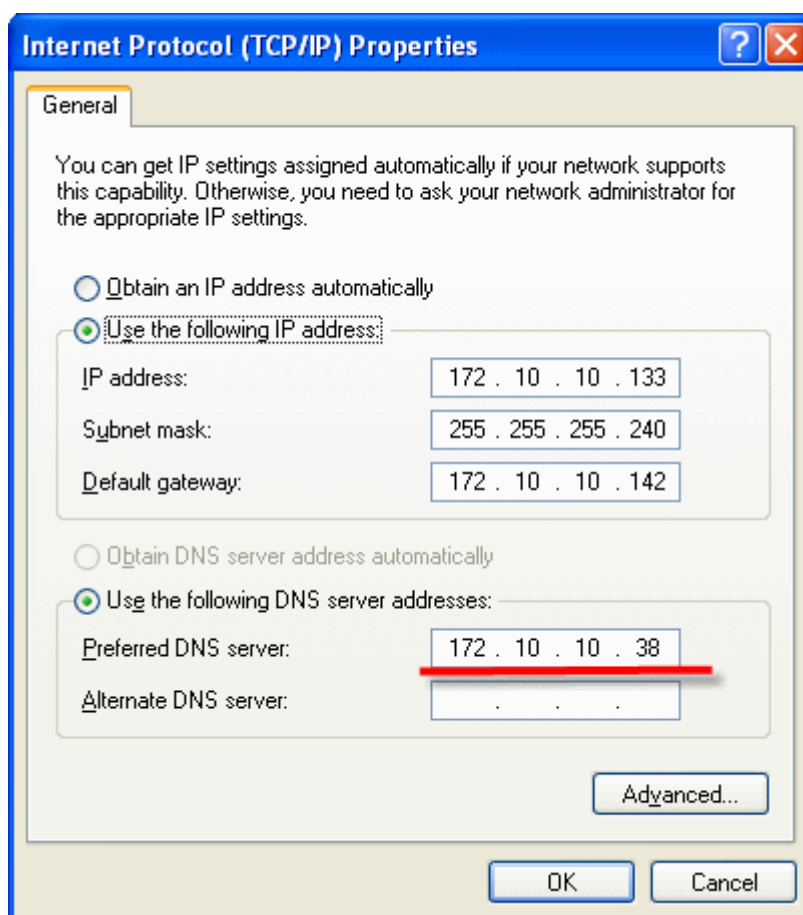 Internet Protocol (TCP/IP) Properties
General
You can get IP settings assigned automatically if your network supports
this capability. Otherwise, you need to ask your network administrator for
the appropriate IP settings.
Obtain an IP address automatically
Use the following IP address:
IP address: 172 . 10 . 10 . 133
Subnet mask: 255 . 255 . 255 . 240
Default gateway: 172 . 10 . 10 . 142
Obtain DNS server address automatically
Use the following DNS server addresses:
Preferred DNS server: 172 . 10 . 10 . 38
Alternate DNS server: . . .
Advanced...
OK Cancel